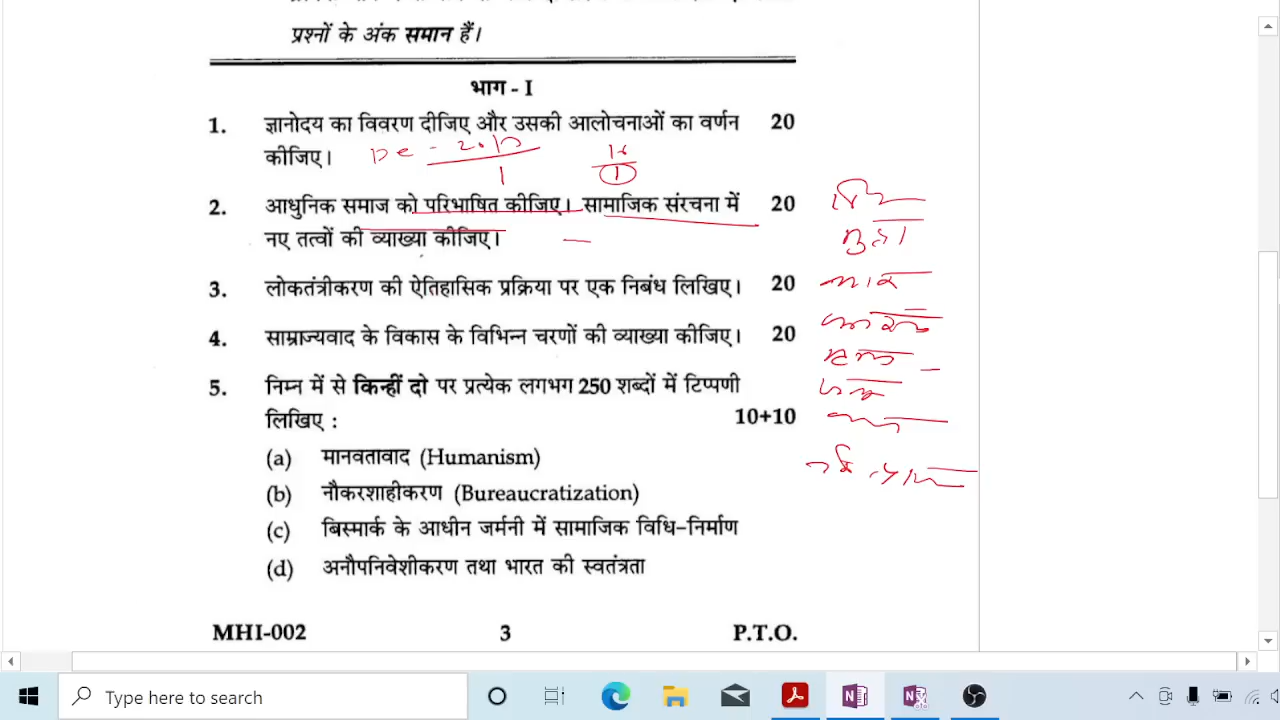 प्रश्नों के अंक समान हैं।
भाग - I
1. ज्ञानोदय का विवरण दीजिए और उसकी आलोचनाओं का वर्णन 20
कीजिए।
2. आधुनिक समाज को परिभाषित कीजिए। सामाजिक संरचना में 20
नए तत्वों की व्याख्या कीजिए।
3. लोकतंत्रीकरण की ऐतिहासिक प्रक्रिया पर एक निबंध लिखिए। 20
4. साम्राज्यवाद के विकास के विभिन्न चरणों की व्याख्या कीजिए। 20
5. निम्न में से किन्हीं दो पर प्रत्येक लगभग 250 शब्दों में टिप्पणी
लिखिए : 10+10
(a) मानवतावाद (Humanism)
(b) नौकरशाहीकरण (Bureaucratization)
(c) बिस्मार्क के आधीन जर्मनी में सामाजिक विधि-निर्माण
(d) अनौपनिवेशीकरण तथा भारत की स्वतंत्रता
MHI-002 3 P.T.O.
Type here to search